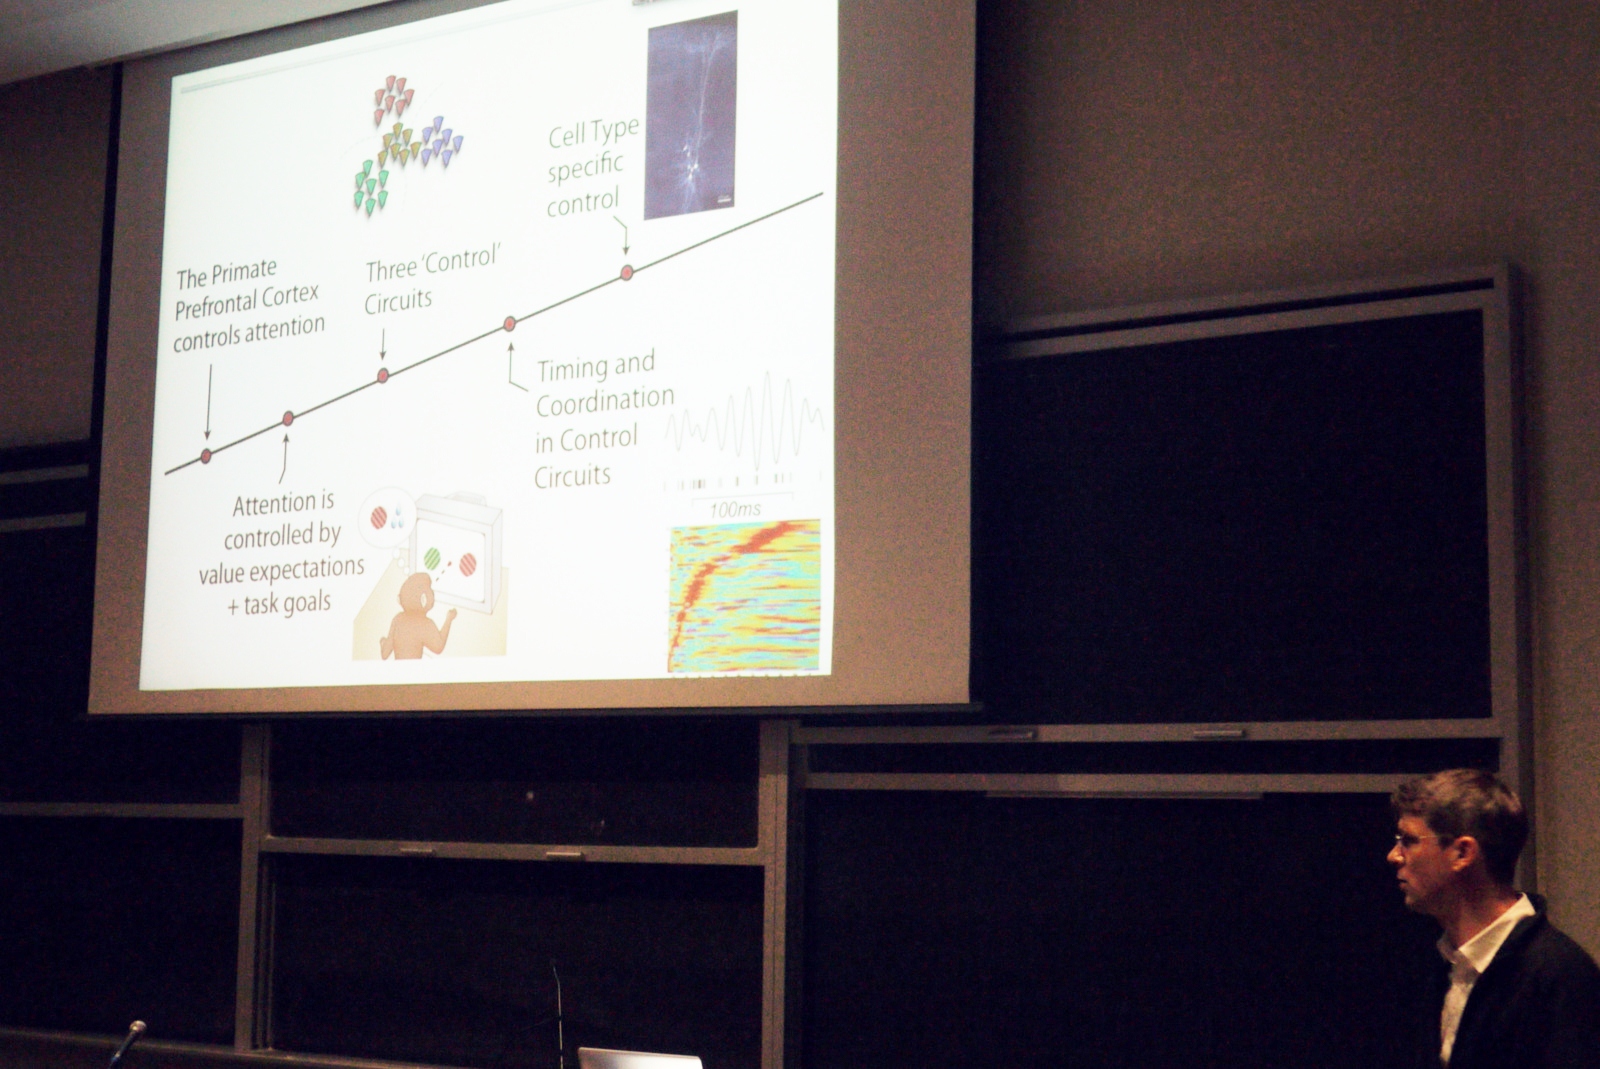 The Primate
Prefrontal Cortex
controls attention
Attention is
controlled by
value expectations
+ task goals
Three 'Control'
Circuits
Timing and
Coordination
in Control
Circuits
100ms
Cell Type
specific
control